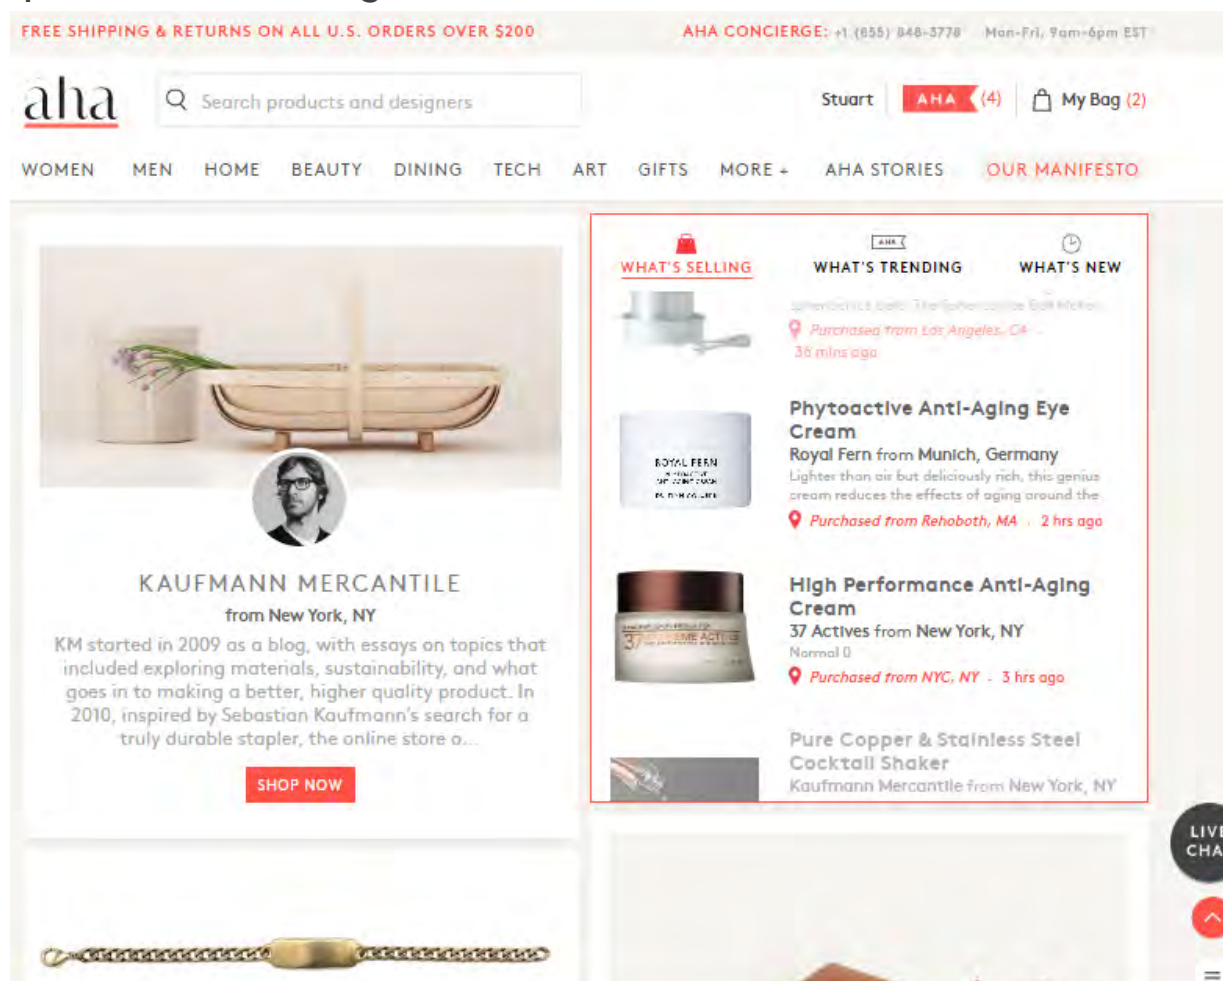 FREE SHIPPING & RETURNS ON ALL U.S. ORDERS OVER $200
AHA CONCIERGE: +1 (855) 848-3778 Mon-Fri, 9am-6pm EST
aha
Search products and designers
Stuart
AHA (4)
My Bag (2)
WOMEN MEN HOME BEAUTY DINING TECH ART GIFTS MORE + AHA STORIES OUR MANIFESTO
KAUFMANN MERCANTILE
from New York, NY
KM started in 2009 as a blog, with essays on topics that
included exploring materials, sustainability, and what
goes in to making a better, higher quality product. In
2010, inspired by Sebastian Kaufmann's search for a
truly durable stapler, the online store o...
SHOP NOW
AHA
WHAT'S SELLING WHAT'S TRENDING WHAT'S NEW
Purchased from Los Angeles, CA .
36 mins ago
ROYAL FERN
Phytoactive Anti-Aging Eye
Cream
Royal Fern from Munich, Germany
Lighter than air but deliciously rich, this genius
cream reduces the effects of aging around the
Purchased from Rehoboth, MA . 2 hrs ago
37 EXTREME ACTIVES
High Performance Anti-Aging
Cream
37 Actives from New York, NY
Normal 0
Purchased from NYC, NY . 3 hrs ago
Pure Copper & Stainless Steel
Cocktail Shaker
Kaufmann Mercantile from New York, NY
LIVE
CHA